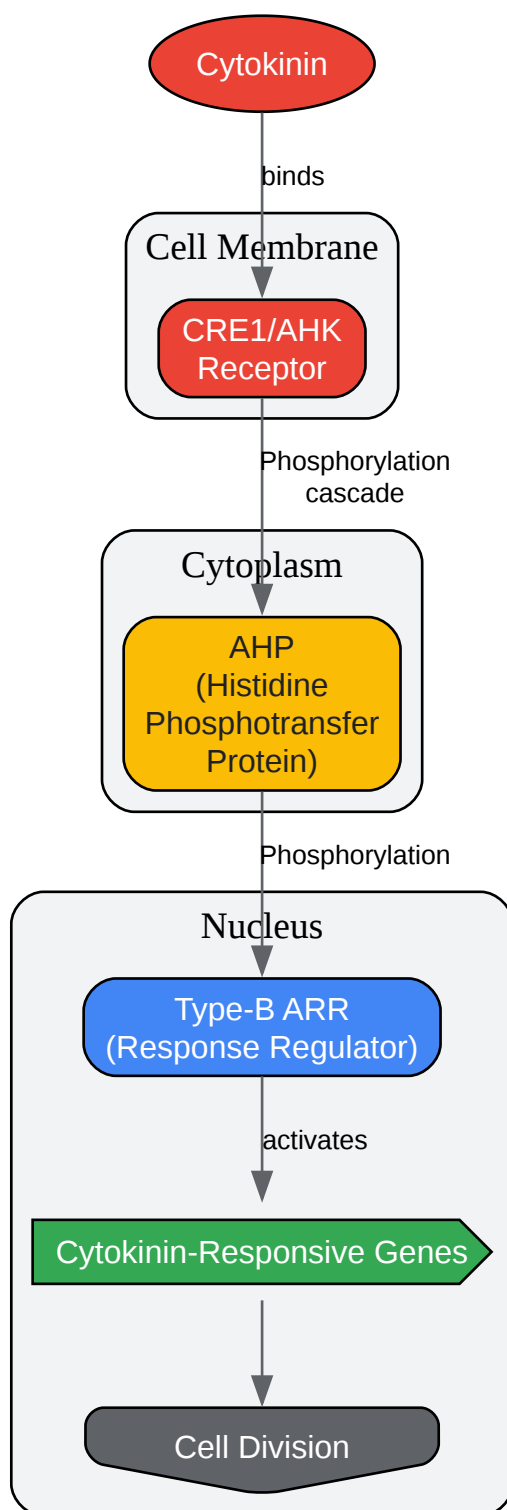 Cytokinin
binds
Cell Membrane
CRE1/AHK
Receptor
Phosphorylation
cascade
Cytoplasm
AHP
(Histidine
Phosphotransfer
Protein)
Phosphorylation
Nucleus
Type-B ARR
(Response Regulator)
activates
Cytokinin-Responsive Genes
Cell Division